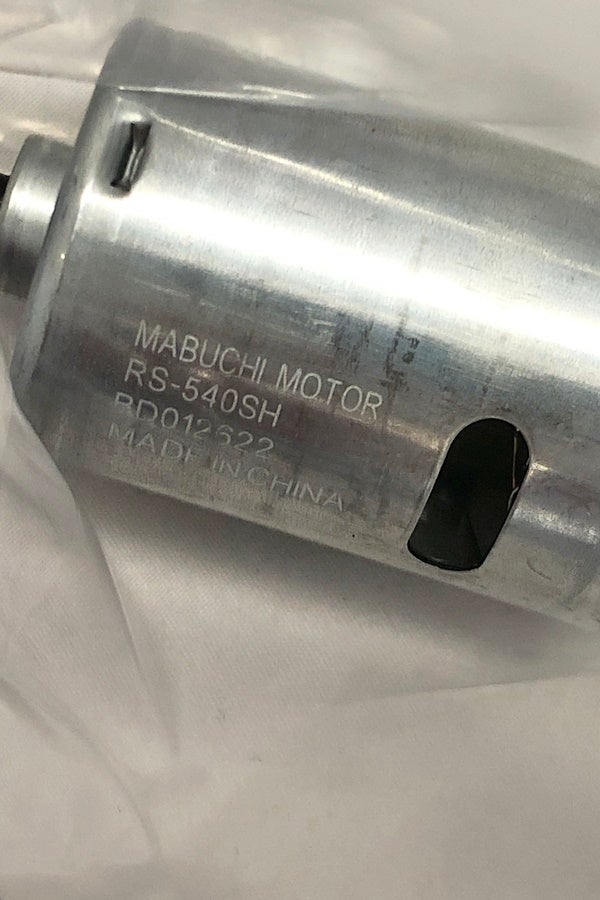 MABUCHI MOTOR
RS-540SH
RD012622
MADE IN CHINA